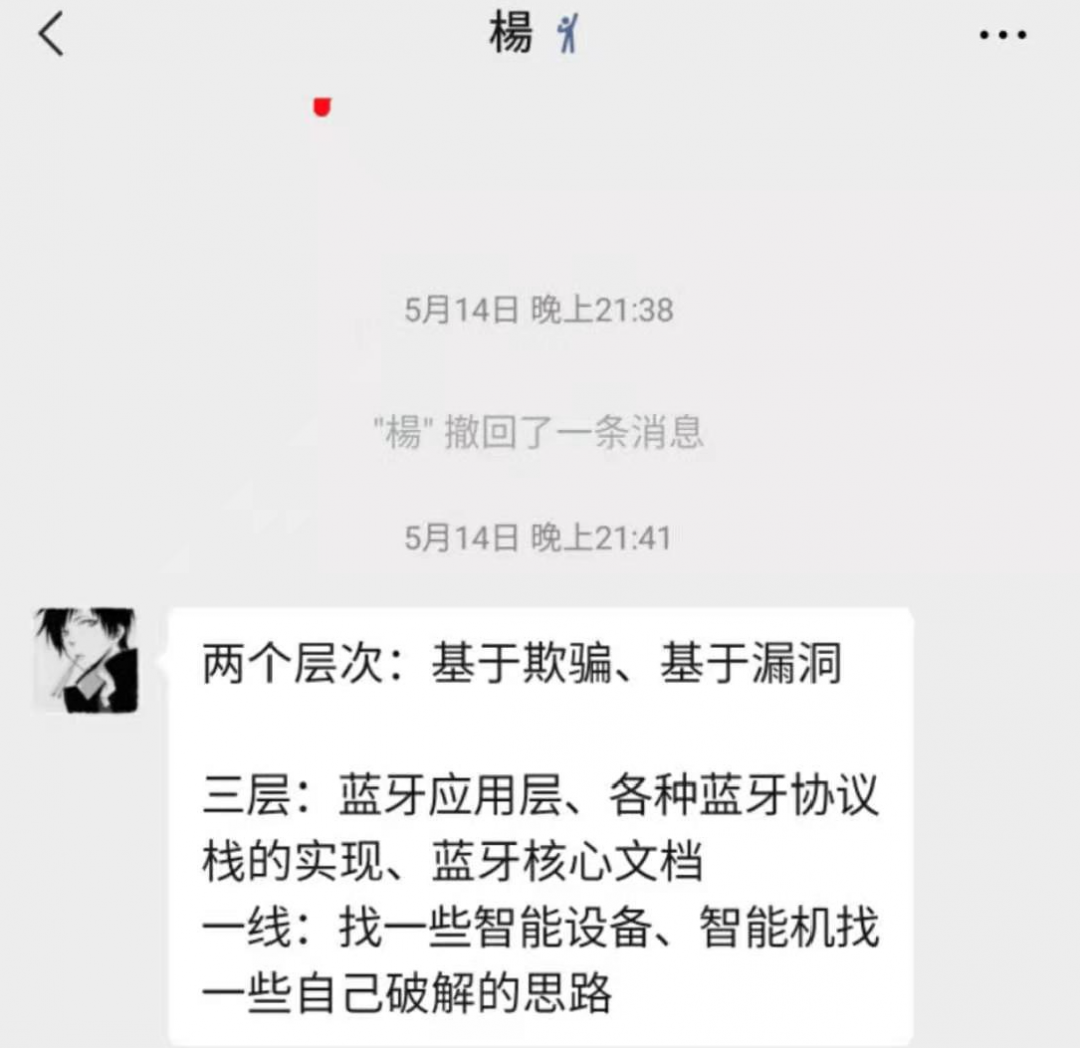 楊
5月14日 晚上21:38
"楊" 撤回了一条消息
5月14日 晚上21:41
两个层次：基于欺骗、基于漏洞
三层：蓝牙应用层、各种蓝牙协议
栈的实现、蓝牙核心文档
一线：找一些智能设备、智能机找
一些自己破解的思路